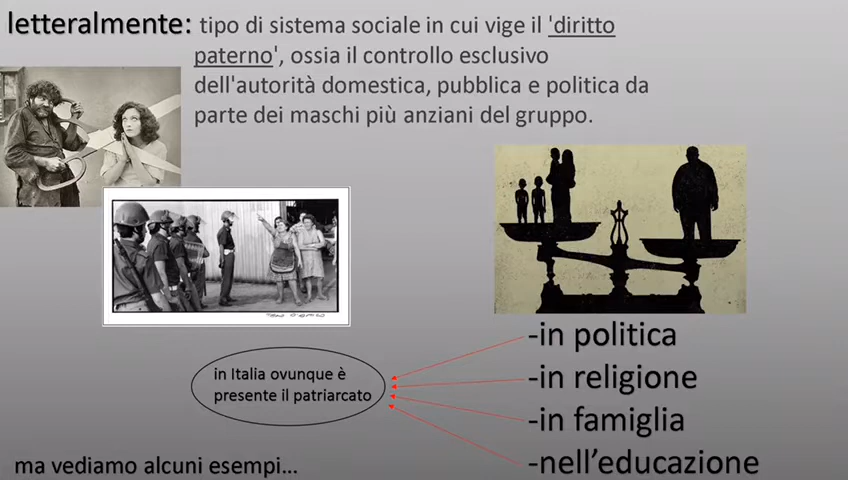 letteralmente: tipo di sistema sociale in cui vige il 'diritto
paterno', ossia il controllo esclusivo
dell'autorità domestica, pubblica e politica da
parte dei maschi più anziani del gruppo.
-in politica
-in religione
-in famiglia
-nell'educazione
in Italia ovunque è
presente il patriarcato
ma vediamo alcuni esempi...